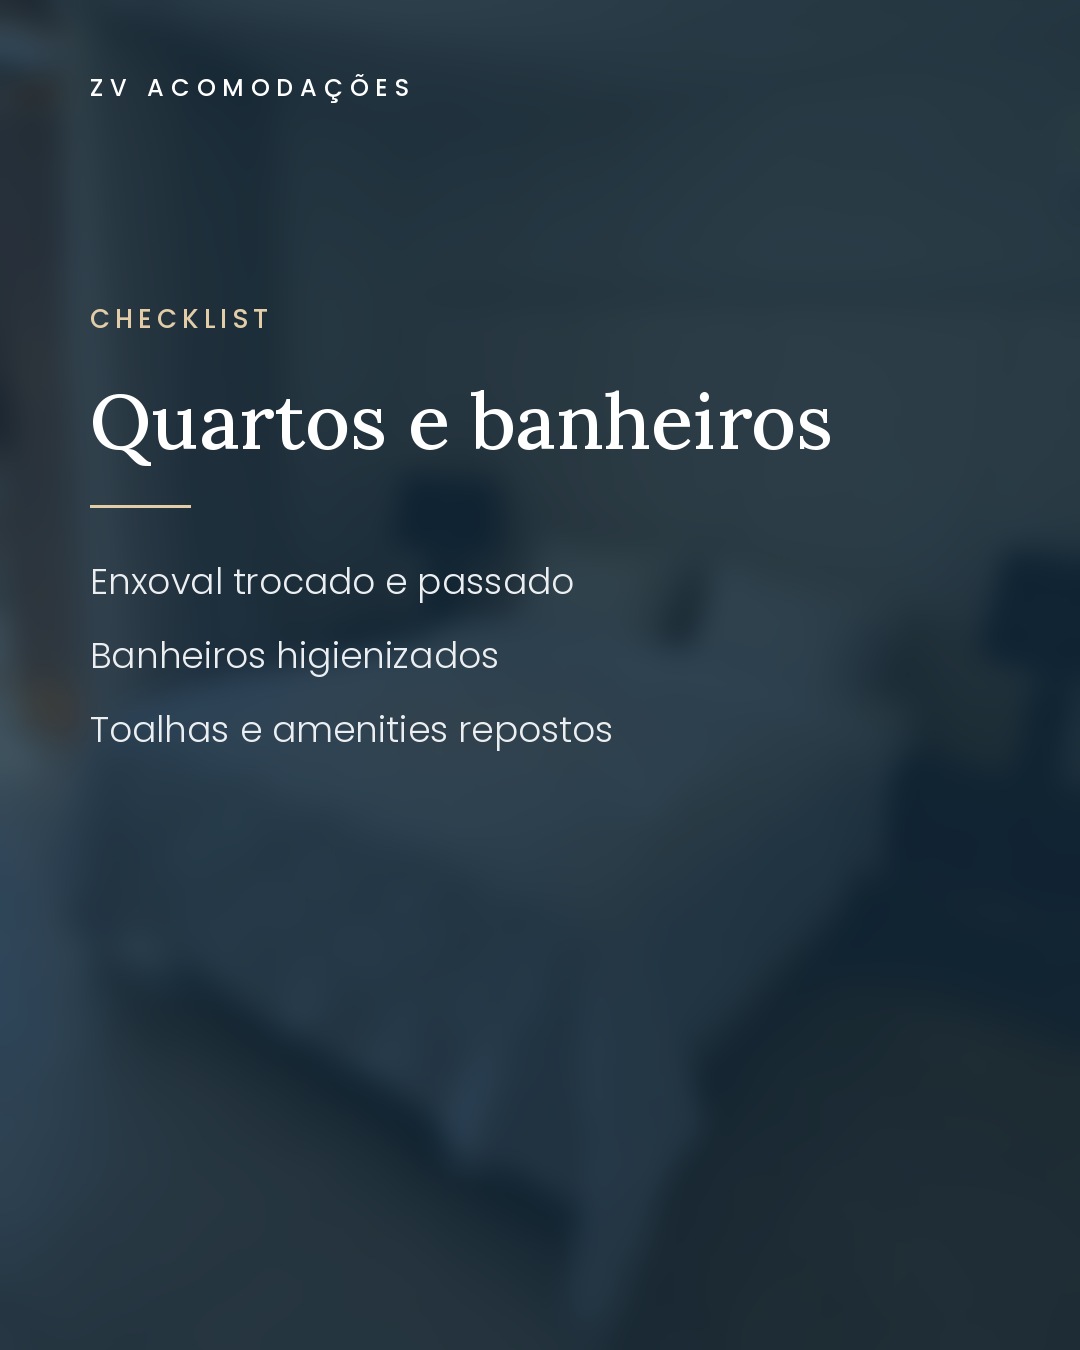 ZV ACOMODAÇÕES
CHECKLIST
Quartos e banheiros
Enxoval trocado e passado
Banheiros higienizados
Toalhas e amenities repostos